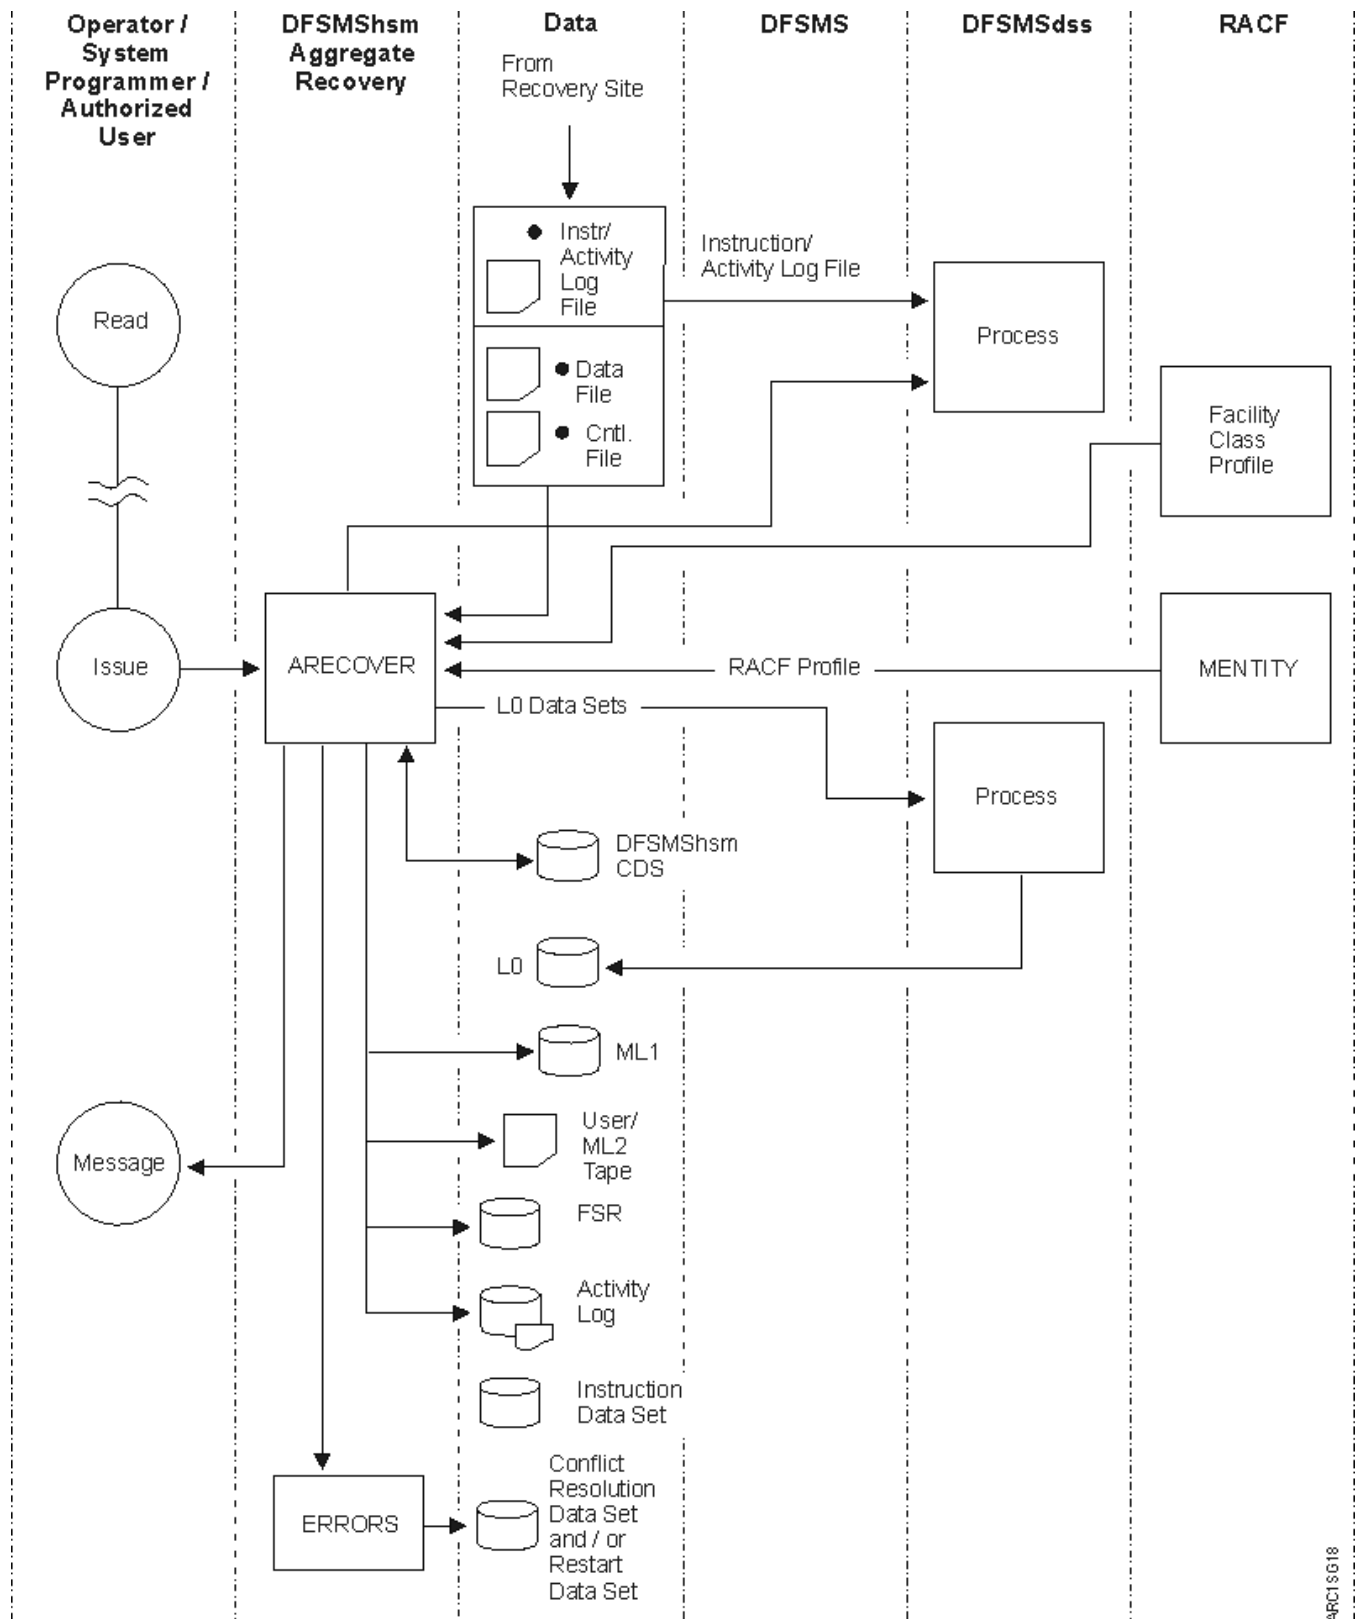 Operator /
System
Programmer /
Authorized
User
DFSMShsm
Aggregate
Recovery
Data
DFSMS
DFSMSdss
RACF
From
Recovery Site
Instr/
Activity
Log
File
Instruction/
Activity Log File
Read
Process
Data
File
Facility
Class
Profile
Cntl.
File
Issue
ARECOVER
RACF Profile
MENTITY
L0 Data Sets
Process
DFSMShsm
CDS
L0
ML1
User/
ML2
Tape
Message
FSR
Activity
Log
Instruction
Data Set
ERRORS
Conflict
Resolution
Data Set
and / or
Restart
Data Set
ARC1SG18